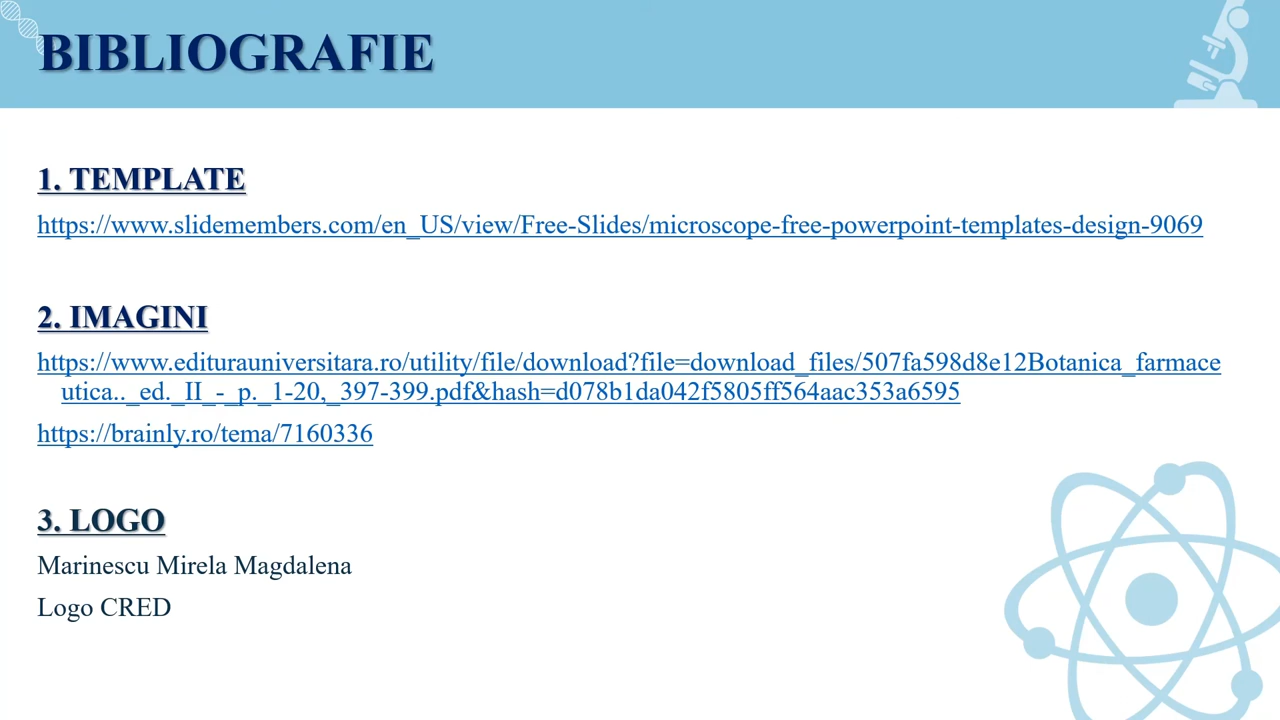 BIBLIOGRAFIE
1. TEMPLATE
https://www.slidemembers.com/en_US/view/Free-Slides/microscope-free-powerpoint-templates-design-9069
2. IMAGINI
https://www.editurauniversitara.ro/utility/file/download?file=download_files/507fa598d8e12Botanica_farmace
utica.._ed._II_-_p._1-20,_397-399.pdf&hash=d078b1da042f5805ff564aac353a6595
https://brainly.ro/tema/7160336
3. LOGO
Marinescu Mirela Magdalena
Logo CRED